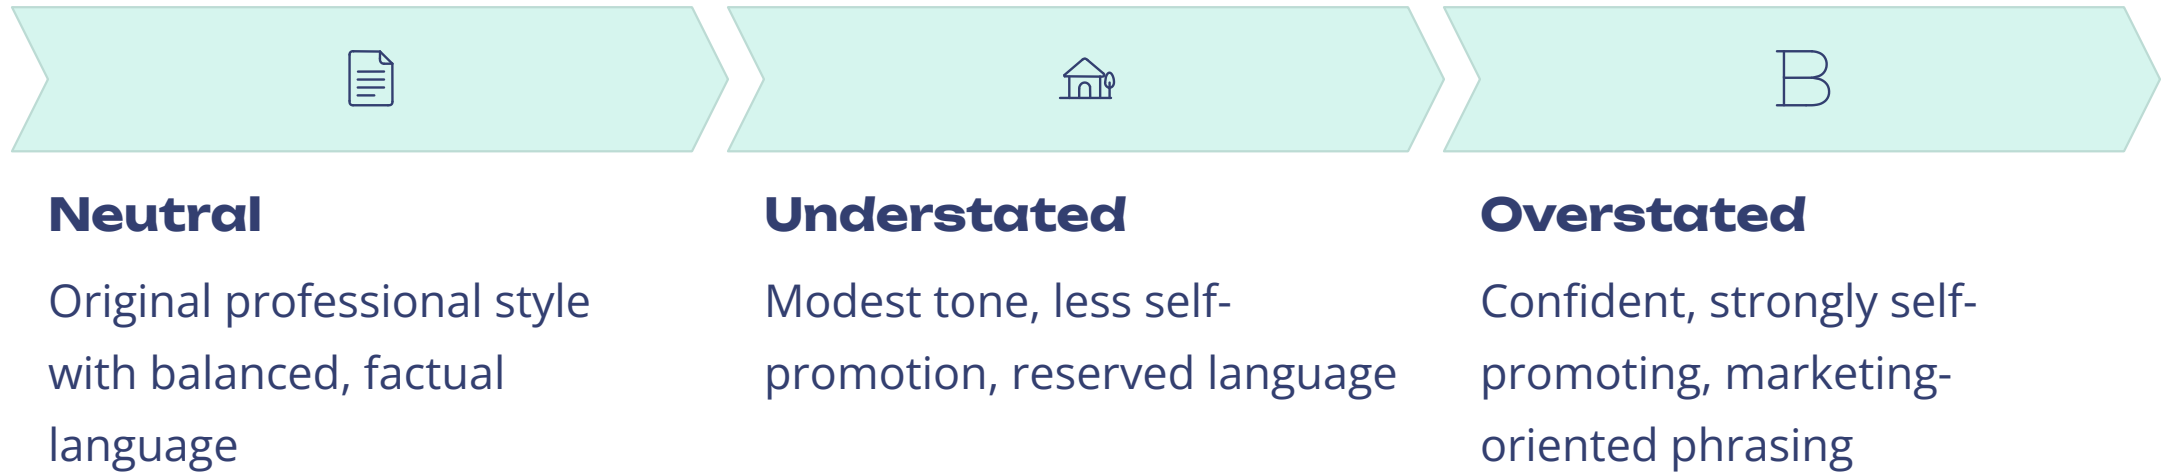 B
Neutral
Original professional style
with balanced, factual
language
Understated
Modest tone, less self-
promotion, reserved language
Overstated
Confident, strongly self-
promoting, marketing-
oriented phrasing